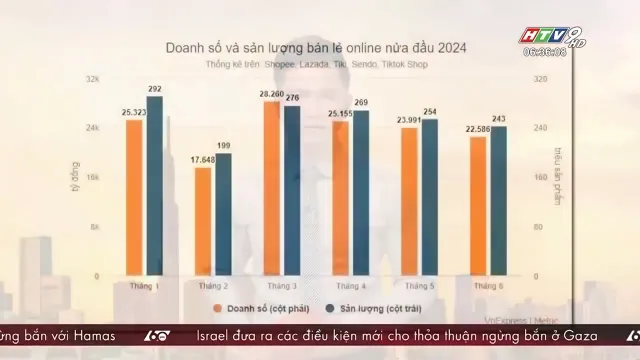 HTV9 HD
06:36:06
Doanh số và sản lượng bán lẻ online nửa đầu 2024
Thống kê trên Shopee, Lazada, Tiki, Sendo, Tiktok Shop
32k
24k
16k
8k
0
tỷ đồng
320
240
160
80
0
triệu sản phẩm
25.323
292
17.648
199
28.260
276
25.155
269
23.991
254
22.586
243
Tháng 1
Tháng 2
Tháng 3
Tháng 4
Tháng 5
Tháng 6
Doanh số (cột phải)
Sản lượng (cột trái)
VnExpress | Metric
ừng bắn với Hamas
60
Israel đưa ra các điều kiện mới cho thỏa thuận ngừng bắn ở Gaza